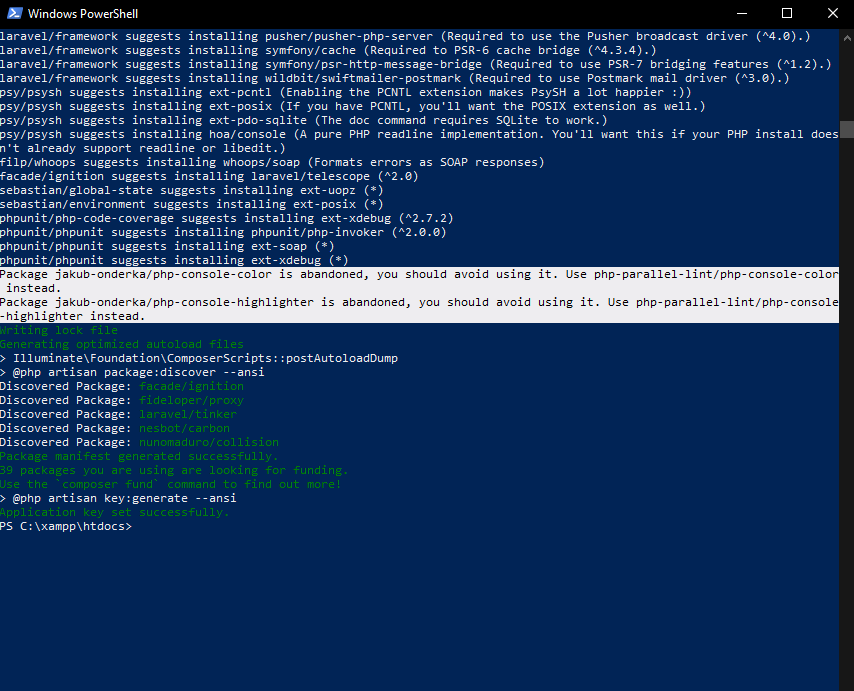 Windows PowerShell
laravel/framework suggests installing pusher/pusher-php-server (Required to use the Pusher broadcast driver (^4.0).)
laravel/framework suggests installing symfony/cache (Required to PSR-6 cache bridge (^4.3.4).)
laravel/framework suggests installing symfony/psr-http-message-bridge (Required to use PSR-7 bridging features (^1.2).)
laravel/framework suggests installing wildbit/swiftmailer-postmark (Required to use Postmark mail driver (^3.0).)
psy/psysh suggests installing ext-pcntl (Enabling the PCNTL extension makes PsySH a lot happier :))
psy/psysh suggests installing ext-posix (If you have PCNTL, you'll want the POSIX extension as well.)
psy/psysh suggests installing ext-pdo-sqlite (The doc command requires SQLite to work.)
psy/psysh suggests installing hoa/console (A pure PHP readline implementation. You'll want this if your PHP install does
n't already support readline or libedit.)
filp/whoops suggests installing whoops/soap (Formats errors as SOAP responses)
facade/ignition suggests installing laravel/telescope (^2.0)
sebastian/global-state suggests installing ext-uopz (*)
sebastian/environment suggests installing ext-posix (*)
phpunit/php-code-coverage suggests installing ext-xdebug (^2.7.2)
phpunit/phpunit suggests installing phpunit/php-invoker (^2.0.0)
phpunit/phpunit suggests installing ext-soap (*)
phpunit/phpunit suggests installing ext-xdebug (*)
Package jakub-onderka/php-console-color is abandoned, you should avoid using it. Use php-parallel-lint/php-console-color
 instead.
Package jakub-onderka/php-console-highlighter is abandoned, you should avoid using it. Use php-parallel-lint/php-console
-highlighter instead.
Writing lock file
Generating optimized autoload files
> Illuminate\Foundation\ComposerScripts::postAutoloadDump
> @php artisan package:discover --ansi
Discovered Package: facade/ignition
Discovered Package: fideloper/proxy
Discovered Package: laravel/tinker
Discovered Package: nesbot/carbon
Discovered Package: nunomaduro/collision
Package manifest generated successfully.
39 packages you are using are looking for funding.
Use the `composer fund` command to find out more!
> @php artisan key:generate --ansi
Application key set successfully.
PS C:\xampp\htdocs>